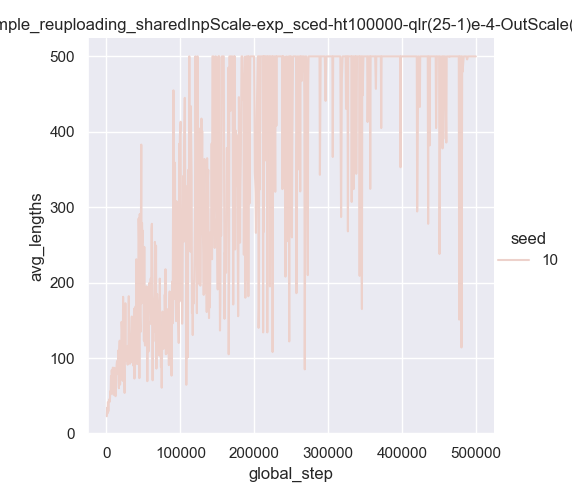 mple_reuploading_sharedInpScale-exp_sced-ht100000-qlr(25-1)e-4-OutScale(
500
400
300
200
100
0
avg_lengths
seed
10
0 100000 200000 300000 400000 500000
global_step